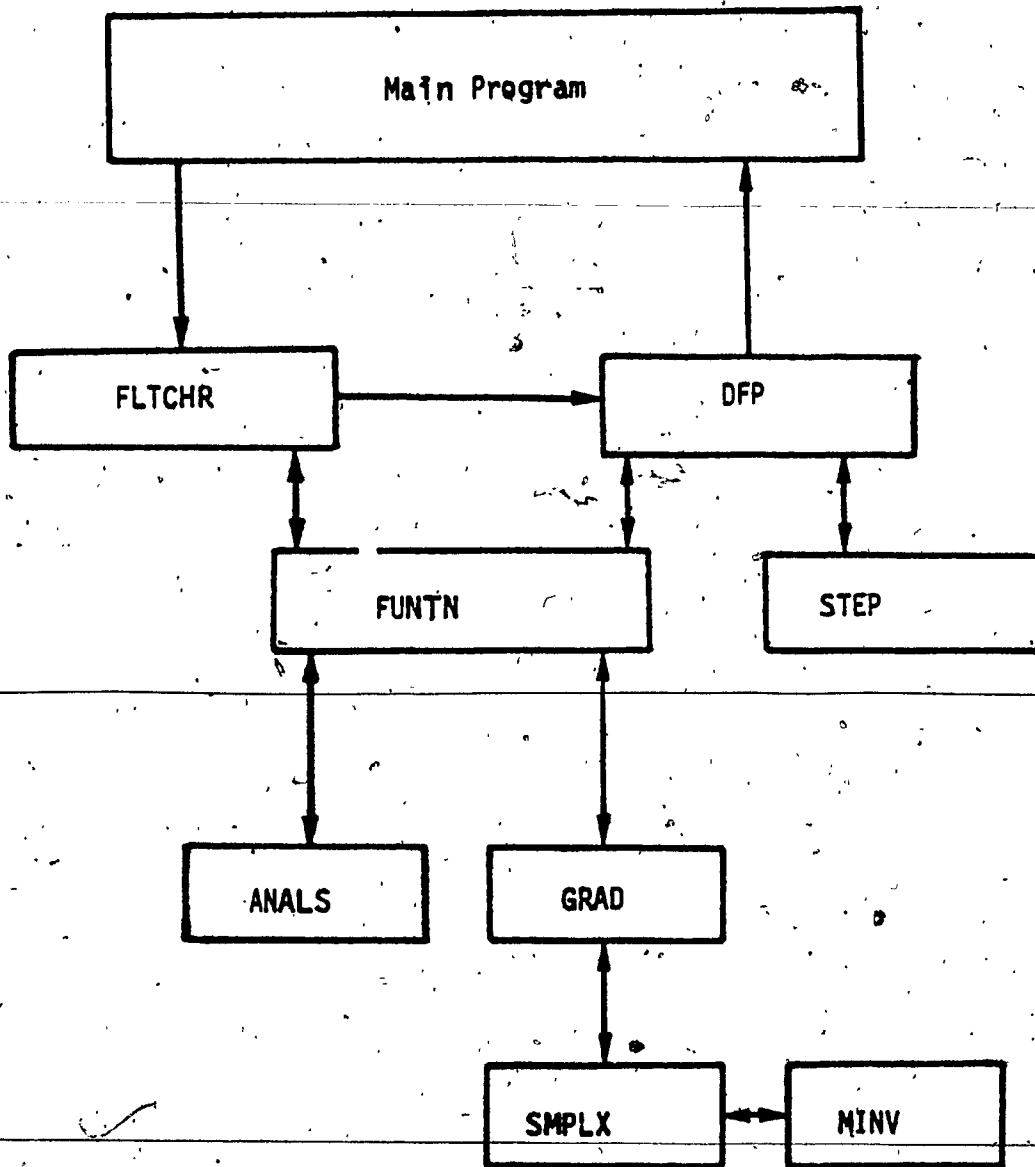 Main Program
FLTCHR
DFP
FUNTN
STEP
ANALS
GRAD
SMPLX
MINV